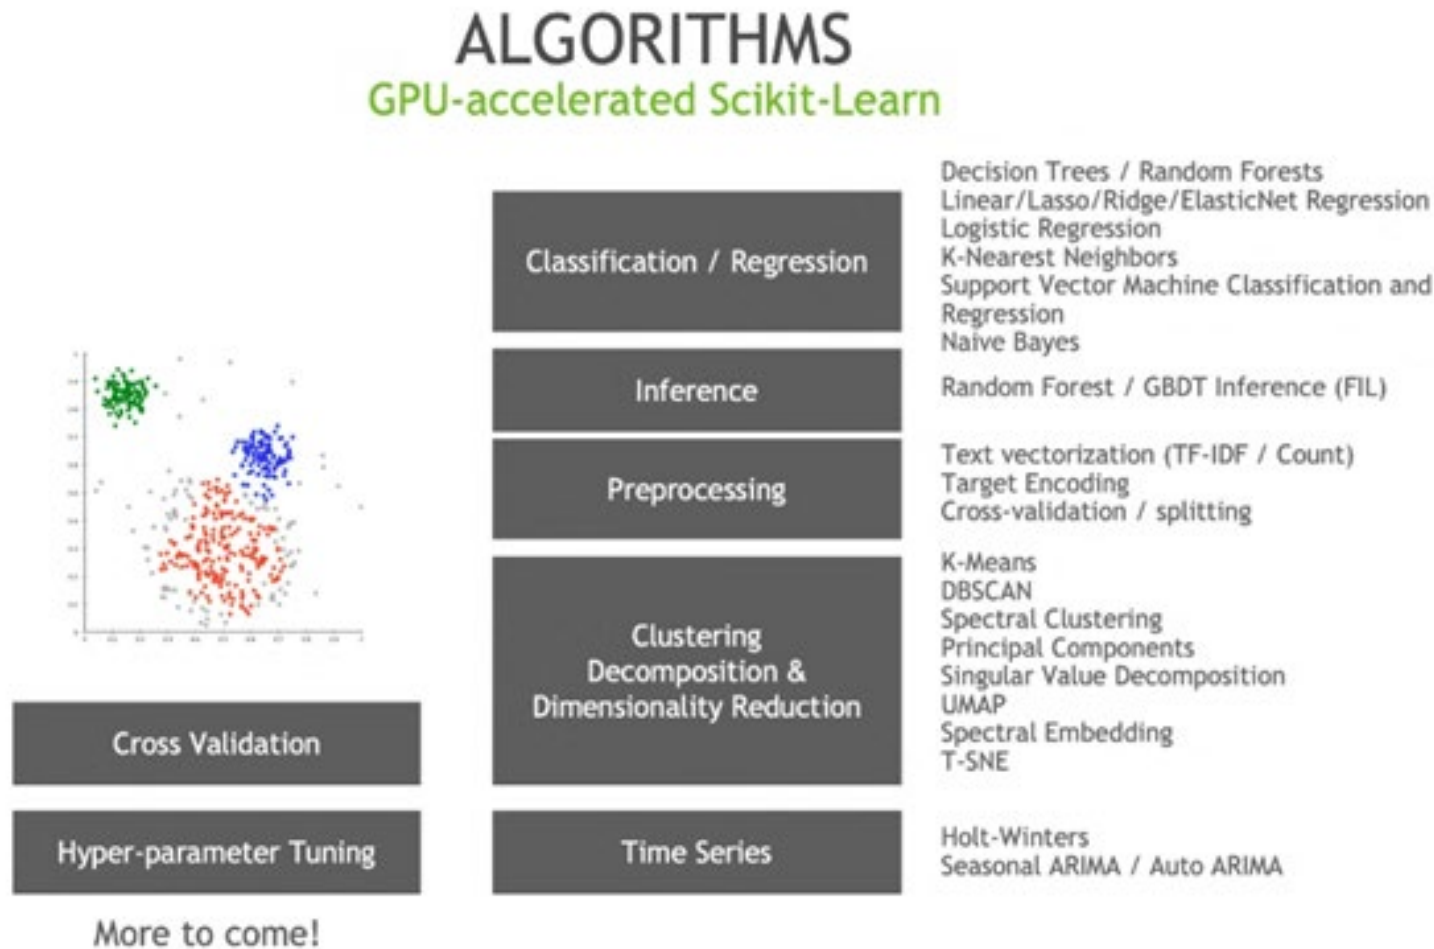 ALGORITHMS
GPU-accelerated Scikit-Learn
Classification / Regression
Decision Trees / Random Forests
Linear/Lasso/Ridge/ElasticNet Regression
Logistic Regression
K-Nearest Neighbors
Support Vector Machine Classification and
Regression
Naive Bayes
Inference
Random Forest / GBDT Inference (FIL)
Preprocessing
Text vectorization (TF-IDF / Count)
Target Encoding
Cross-validation / splitting
Clustering
Decomposition &
Dimensionality Reduction
K-Means
DBSCAN
Spectral Clustering
Principal Components
Singular Value Decomposition
UMAP
Spectral Embedding
T-SNE
Cross Validation
Hyper-parameter Tuning
Time Series
Holt-Winters
Seasonal ARIMA / Auto ARIMA
More to come!